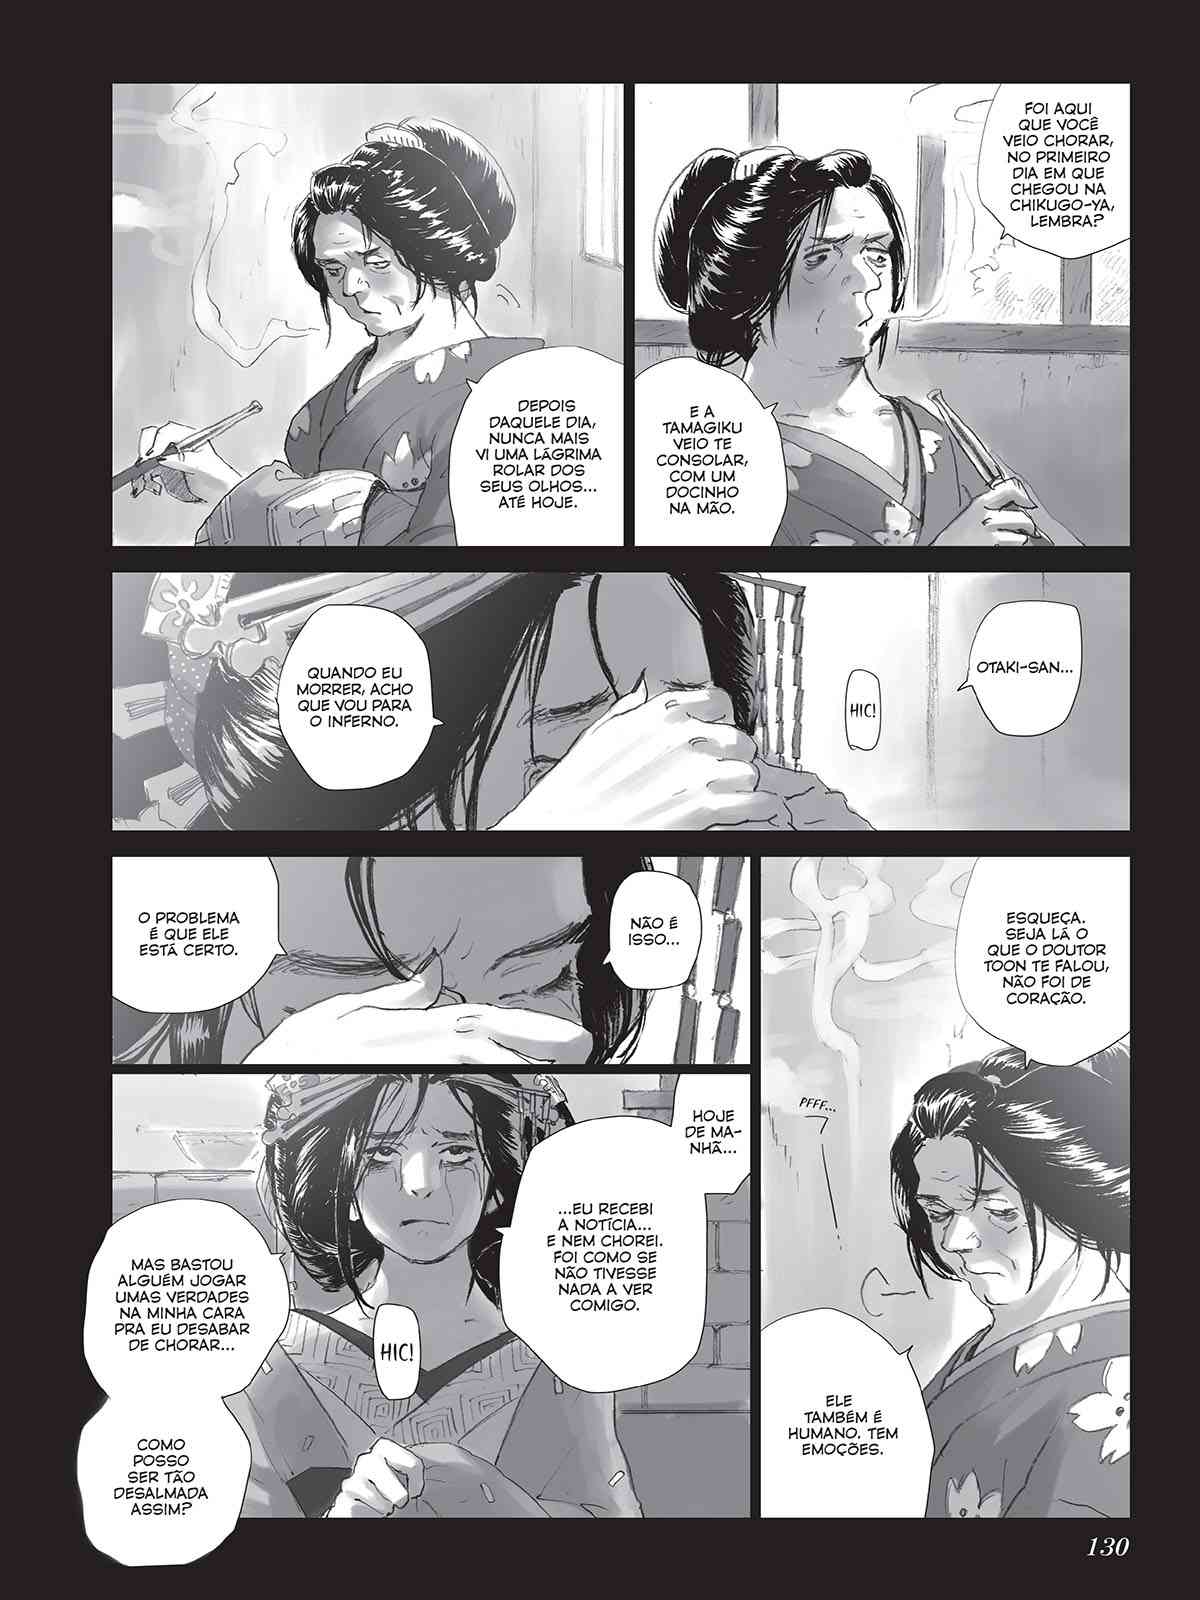 FOI AQUI
QUE VOCÊ
VEIO CHORAR,
NO PRIMEIRO
DIA EM QUE
CHEGOU NA
CHIKUGO-YA,
LEMBRA?
E A
TAMAGIKU
VEIO TE
CONSOLAR,
COM UM
DOCINHO
NA MÃO.
DEPOIS
DAQUELE DIA,
NUNCA MAIS
VI UMA LÁGRIMA
ROLAR DOS
SEUS OLHOS...
ATÉ HOJE.
OTAKI-SAN...
HIC!
QUANDO EU
MORRER, ACHO
QUE VOU PARA
O INFERNO.
ESQUEÇA.
SEJA LÁ O
QUE O DOUTOR
TOON TE FALOU,
NÃO FOI DE
CORAÇÃO.
PFFF...
ELE
TAMBÉM É
HUMANO. TEM
EMOÇÕES.
NÃO É
ISSO...
O PROBLEMA
É QUE ELE
ESTÁ CERTO.
HOJE
DE MA-
NHÃ...
...EU RECEBI
A NOTÍCIA...
E NEM CHOREI.
FOI COMO SE
NÃO TIVESSE
NADA A VER
COMIGO.
HIC!
MAS BASTOU
ALGUÉM JOGAR
UMAS VERDADES
NA MINHA CARA
PRA EU DESABAR
DE CHORAR...
COMO
POSSO
SER TÃO
DESALMADA
ASSIM?
130